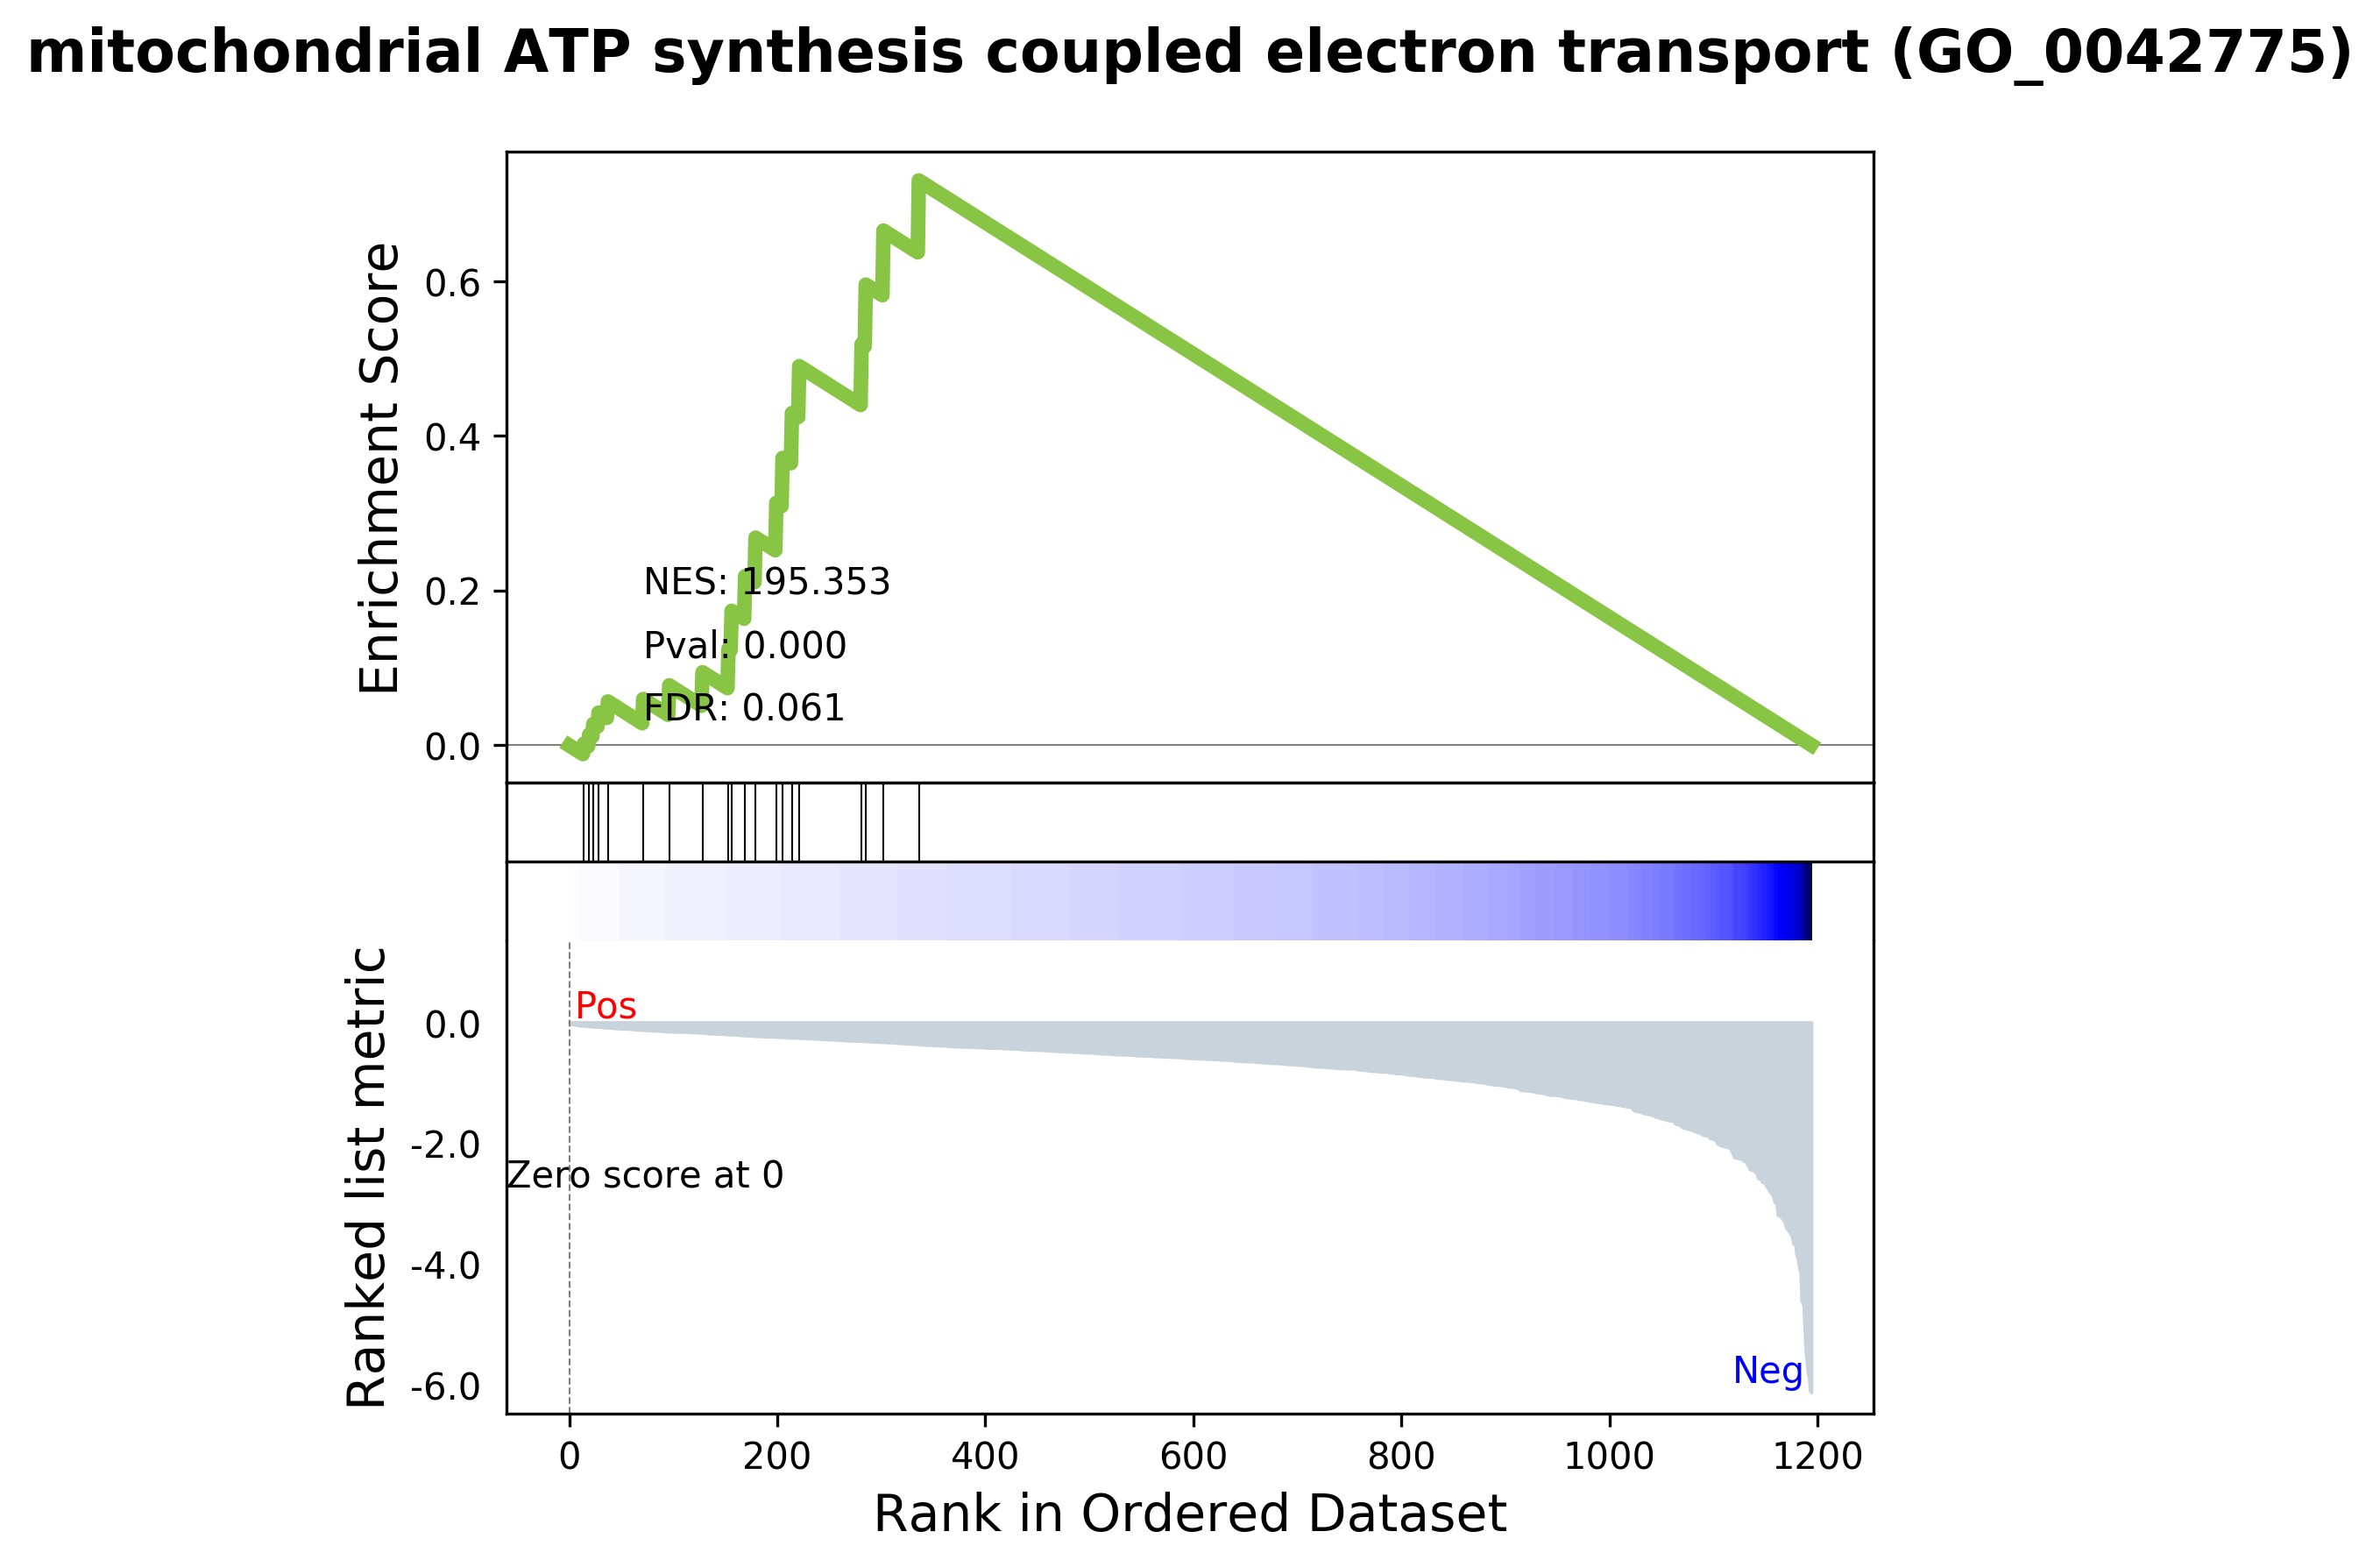 mitochondrial ATP synthesis coupled electron transport (GO_0042775)
Enrichment Score
0.6
0.4
0.2
0.0
NES: 195.353
Pval: 0.000
FDR: 0.061
Ranked list metric
0.0
-2.0
-4.0
-6.0
Pos
Zero score at 0
Neg
0 200 400 600 800 1000 1200
Rank in Ordered Dataset